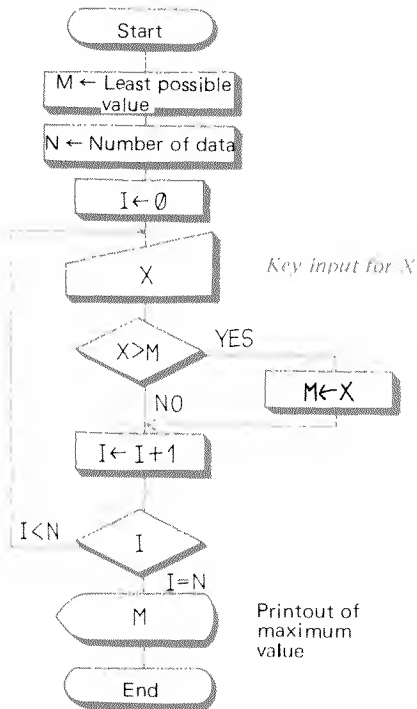 Start
M ← Least possible
value
N ← Number of data
I ← 0
X
Key input for X
X>M
YES
M←X
NO
I ← I+1
I<N
I
I=N
M
Printout of
maximum
value
End